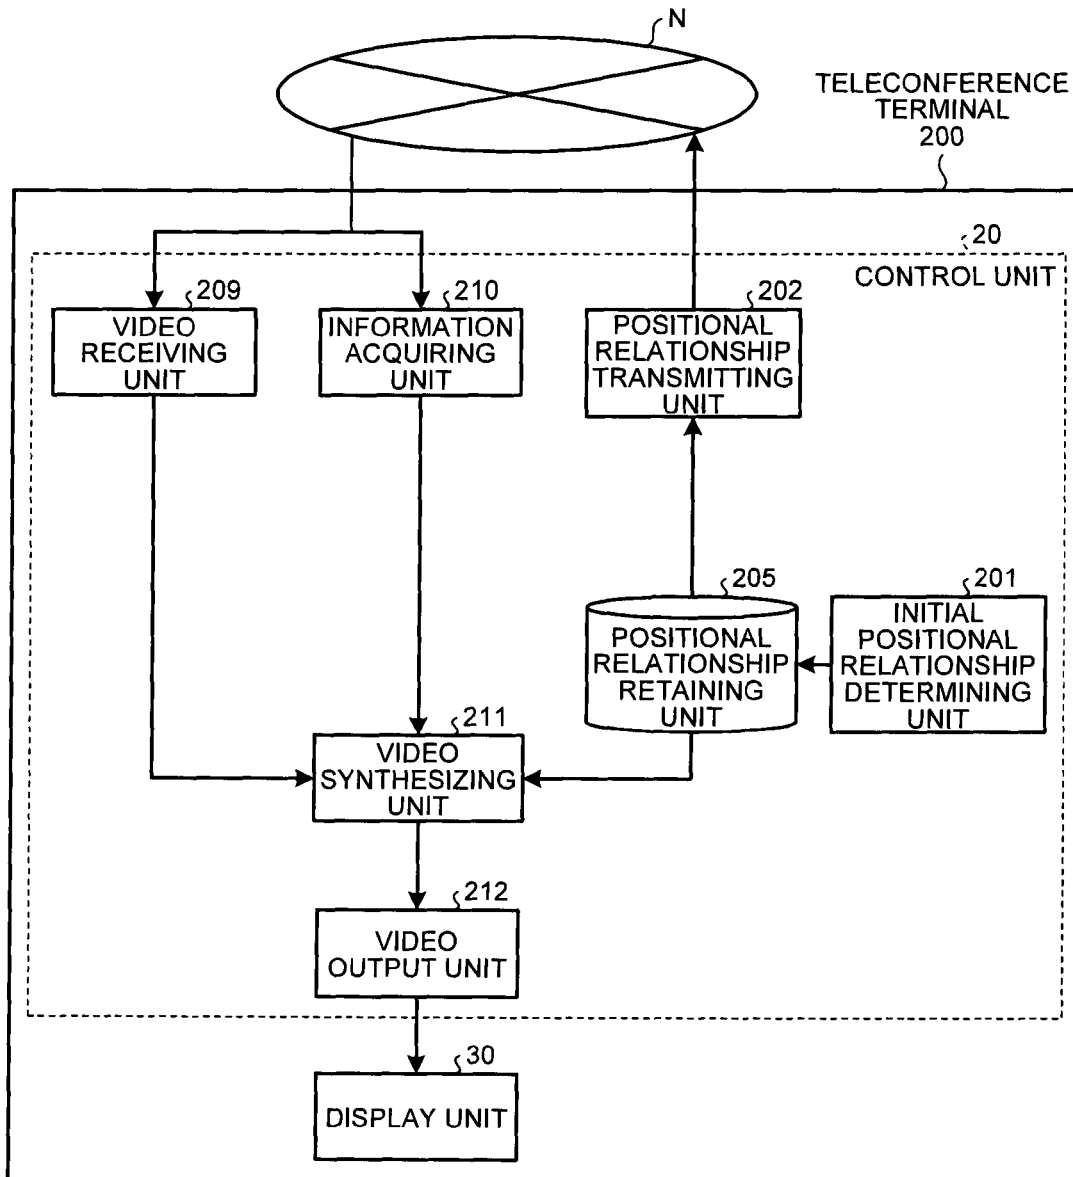 N
TELECONFERENCE
TERMINAL
200
20
CONTROL UNIT
209
VIDEO
RECEIVING
UNIT
210
INFORMATION
ACQUIRING
UNIT
202
POSITIONAL
RELATIONSHIP
TRANSMITTING
UNIT
205
POSITIONAL
RELATIONSHIP
RETAINING
UNIT
201
INITIAL
POSITIONAL
RELATIONSHIP
DETERMINING
UNIT
211
VIDEO
SYNTHESIZING
UNIT
212
VIDEO
OUTPUT UNIT
30
DISPLAY UNIT